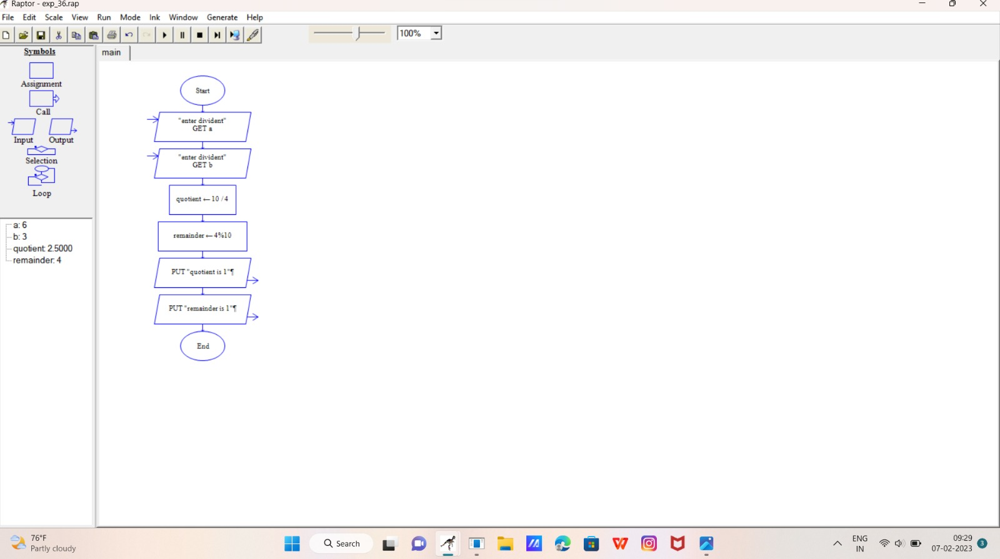 Raptor - exp_36.rap
File Edit Scale View Run Mode Ink Window Generate Help
100%
Symbols
Assignment
Call
Input Output
Selection
Loop
a: 6
b: 3
quotient: 2.5000
remainder: 4
main
Start
"enter divident"
GET a
"enter divident"
GET b
quotient ← 10 / 4
remainder ← 4%10
PUT "quotient is 1"¶
PUT "remainder is 1"¶
End
76°F
Partly cloudy
Search
ENG
IN
09:29
07-02-2023
3